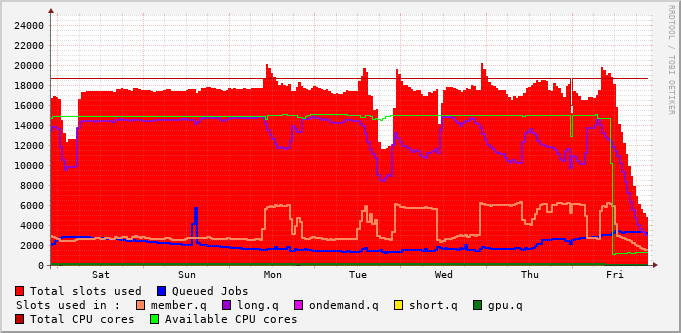 RRDTOOL / TOBI OETIKER
24000
22000
20000
18000
16000
14000
12000
10000
8000
6000
4000
2000
0
Sat Sun Mon Tue Wed Thu Fri
Total slots used Queued Jobs
Slots used in : member.q long.q ondemand.q short.q gpu.q
Total CPU cores Available CPU cores